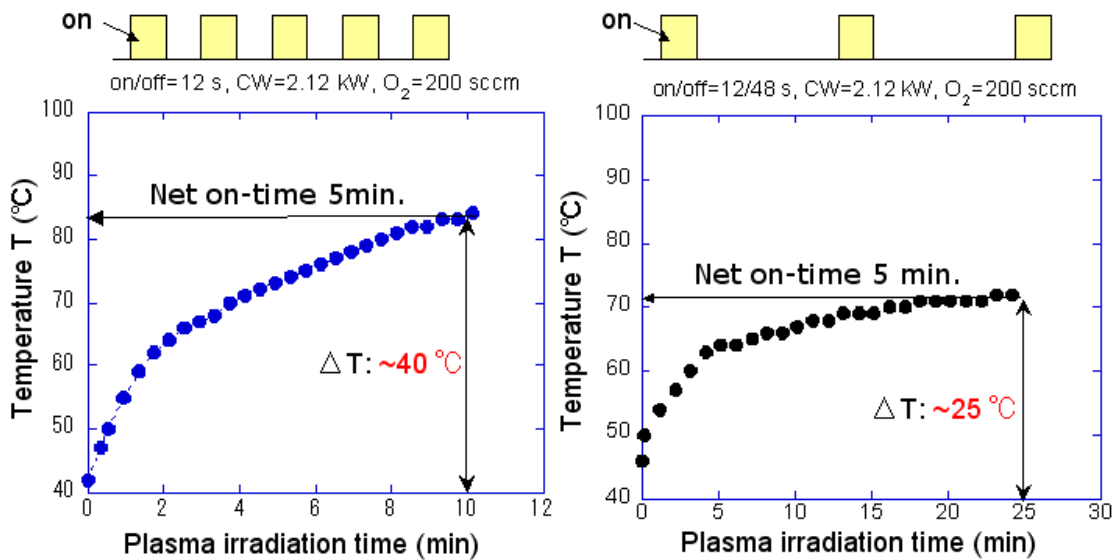 on
on/off=12 s, CW=2.12 kW, O₂=200 sccm
100
90
80
70
60
50
40
Temperature T (℃)
Net on-time 5min.
△T: ~40 ℃
0 2 4 6 8 10 12
Plasma irradiation time (min)
on
on/off=12/48 s, CW=2.12 kW, O₂=200 sccm
100
90
80
70
60
50
40
Temperature T (℃)
Net on-time 5 min.
△T: ~25 ℃
0 5 10 15 20 25 30
Plasma irradiation time (min)